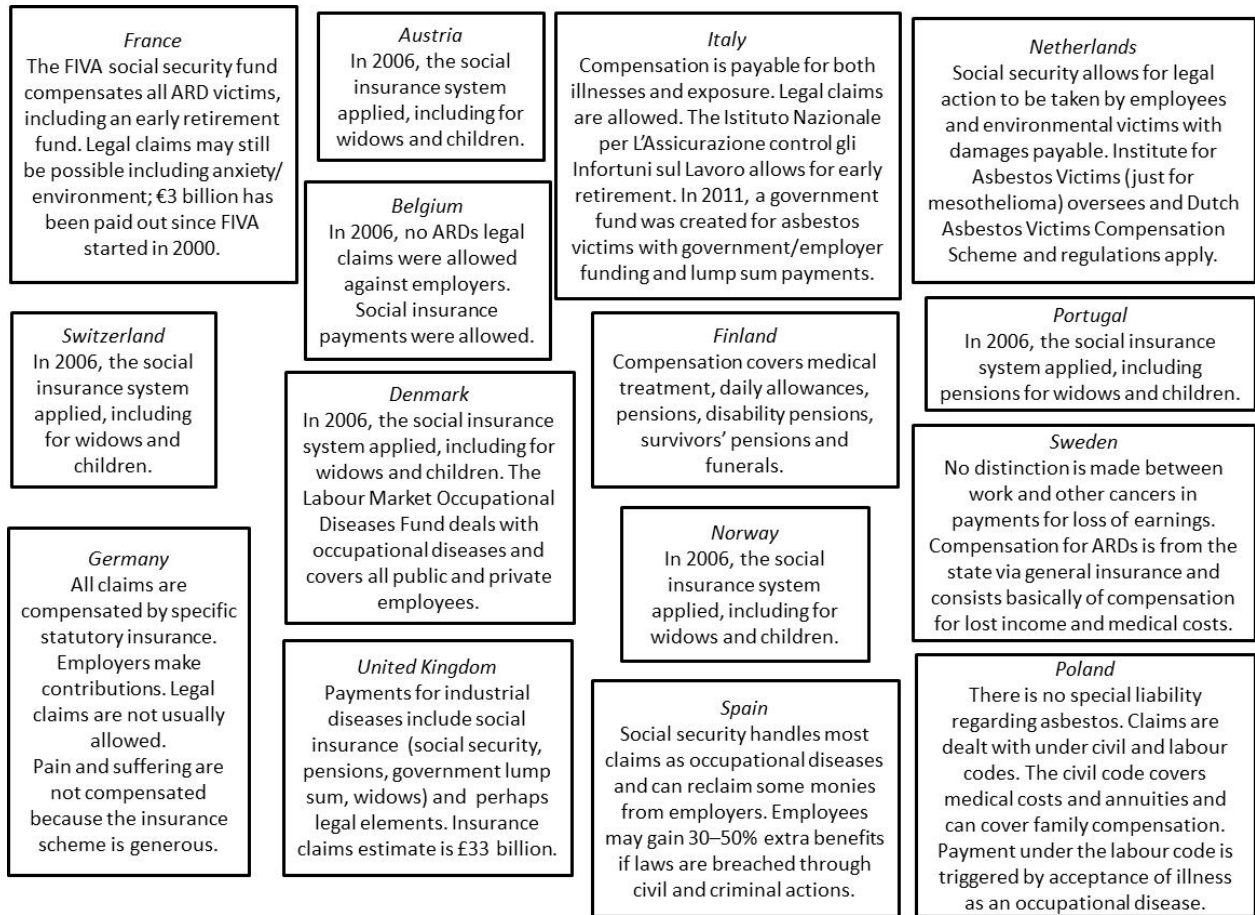 France
The FIVA social security fund
compensates all ARD victims,
including an early retirement
fund. Legal claims may still
be possible including anxiety/
environment; €3 billion has
been paid out since FIVA
started in 2000.
Austria
In 2006, the social
insurance system
applied, including for
widows and children.
Italy
Compensation is payable for both
illnesses and exposure. Legal claims
are allowed. The Istituto Nazionale
per L’Assicurazione control gli
Infortuni sul Lavoro allows for early
retirement. In 2011, a government
fund was created for asbestos
victims with government/employer
funding and lump sum payments.
Netherlands
Social security allows for legal
action to be taken by employees
and environmental victims with
damages payable. Institute for
Asbestos Victims (just for
mesothelioma) oversees and Dutch
Asbestos Victims Compensation
Scheme and regulations apply.
Belgium
In 2006, no ARDs legal
claims were allowed
against employers.
Social insurance
payments were allowed.
Switzerland
In 2006, the social
insurance system
applied, including
for widows and
children.
Finland
Compensation covers medical
treatment, daily allowances,
pensions, disability pensions,
survivors’ pensions and
funerals.
Portugal
In 2006, the social insurance
system applied, including
pensions for widows and children.
Denmark
In 2006, the social insurance
system applied, including for
widows and children. The
Labour Market Occupational
Diseases Fund deals with
occupational diseases and
covers all public and private
employees.
Sweden
No distinction is made between
work and other cancers in
payments for loss of earnings.
Compensation for ARDs is from the
state via general insurance and
consists basically of compensation
for lost income and medical costs.
Germany
All claims are
compensated by specific
statutory insurance.
Employers make
contributions. Legal
claims are not usually
allowed.
Pain and suffering are
not compensated
because the insurance
scheme is generous.
Norway
In 2006, the social
insurance system
applied, including for
widows and children.
United Kingdom
Payments for industrial
diseases include social
insurance (social security,
pensions, government lump
sum, widows) and perhaps
legal elements. Insurance
claims estimate is £33 billion.
Spain
Social security handles most
claims as occupational diseases
and can reclaim some monies
from employers. Employees
may gain 30–50% extra benefits
if laws are breached through
civil and criminal actions.
Poland
There is no special liability
regarding asbestos. Claims are
dealt with under civil and labour
codes. The civil code covers
medical costs and annuities and
can cover family compensation.
Payment under the labour code is
triggered by acceptance of illness
as an occupational disease.